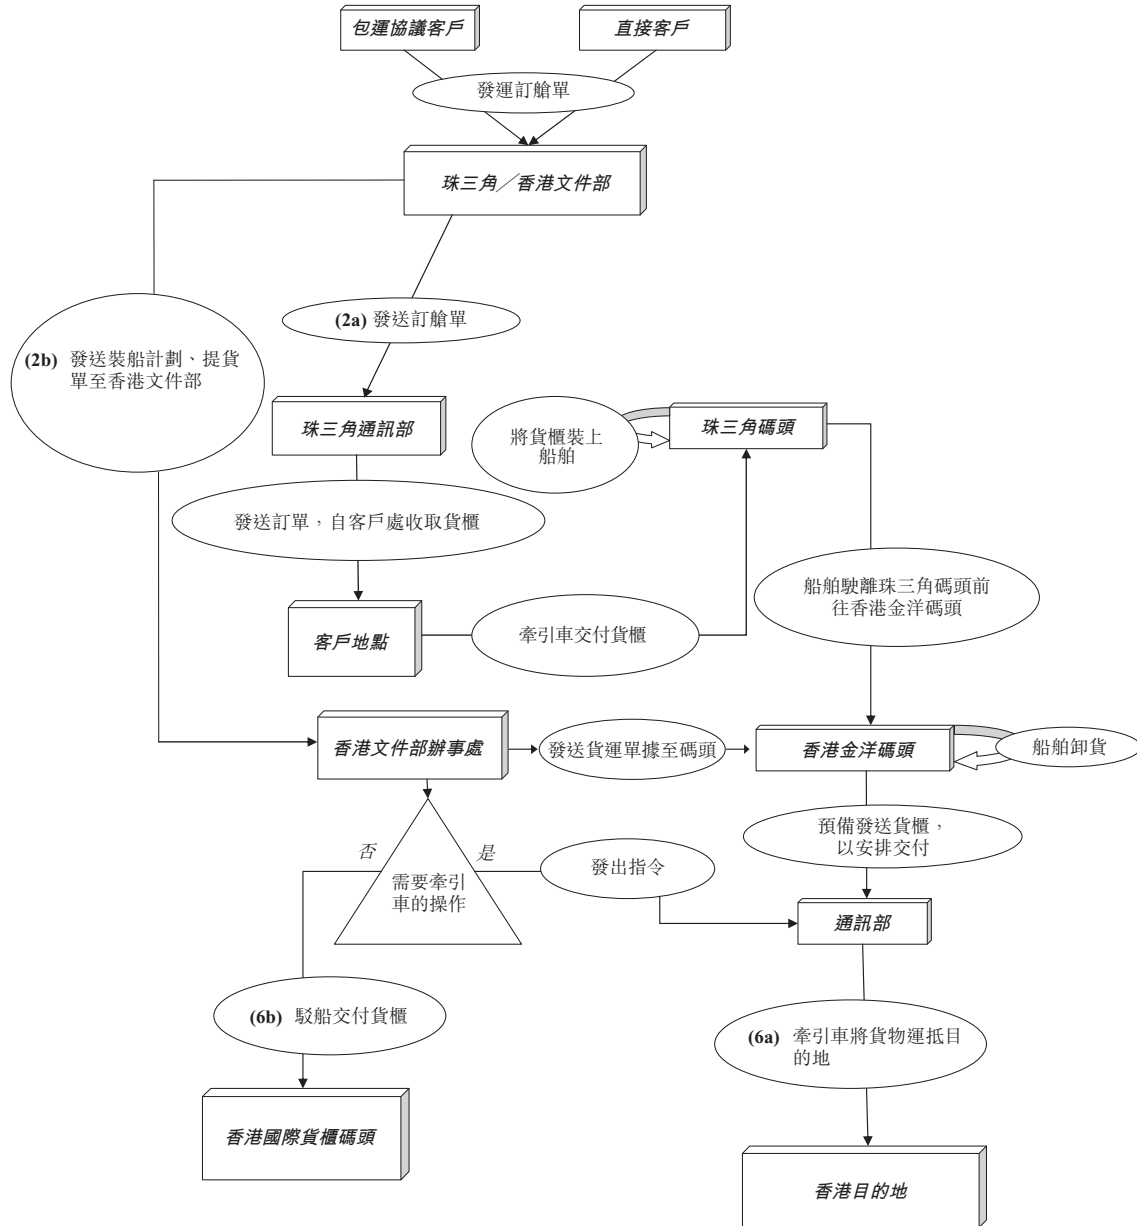 包運協議客戶
直接客戶
發運訂艙單
珠三角／香港文件部
(2a) 發送訂艙單
(2b) 發送裝船計劃、提貨
單至香港文件部
珠三角通訊部
將貨櫃裝上
船舶
珠三角碼頭
發送訂單，自客戶處收取貨櫃
船舶駛離珠三角碼頭前
往香港金洋碼頭
客戶地點
牽引車交付貨櫃
香港文件部辦事處
發送貨運單據至碼頭
香港金洋碼頭
船舶卸貨
預備發送貨櫃，
以安排交付
否
是
需要牽引
車的操作
發出指令
通訊部
(6b) 駁船交付貨櫃
(6a) 牽引車將貨物運抵目
的地
香港國際貨櫃碼頭
香港目的地